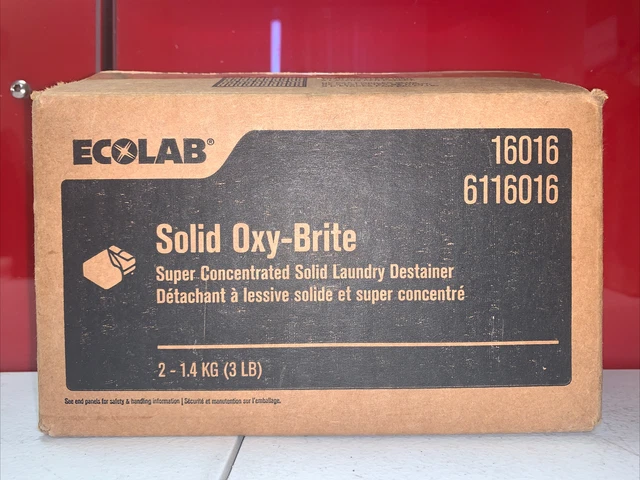 ECOLAB®
16016
6116016
Solid Oxy-Brite
Super Concentrated Solid Laundry Destainer
Détachant à lessive solide et super concentré
2 - 1.4 KG (3 LB)
See end panels for safety & handling information | Sécurité et manutention sur l'emballage.